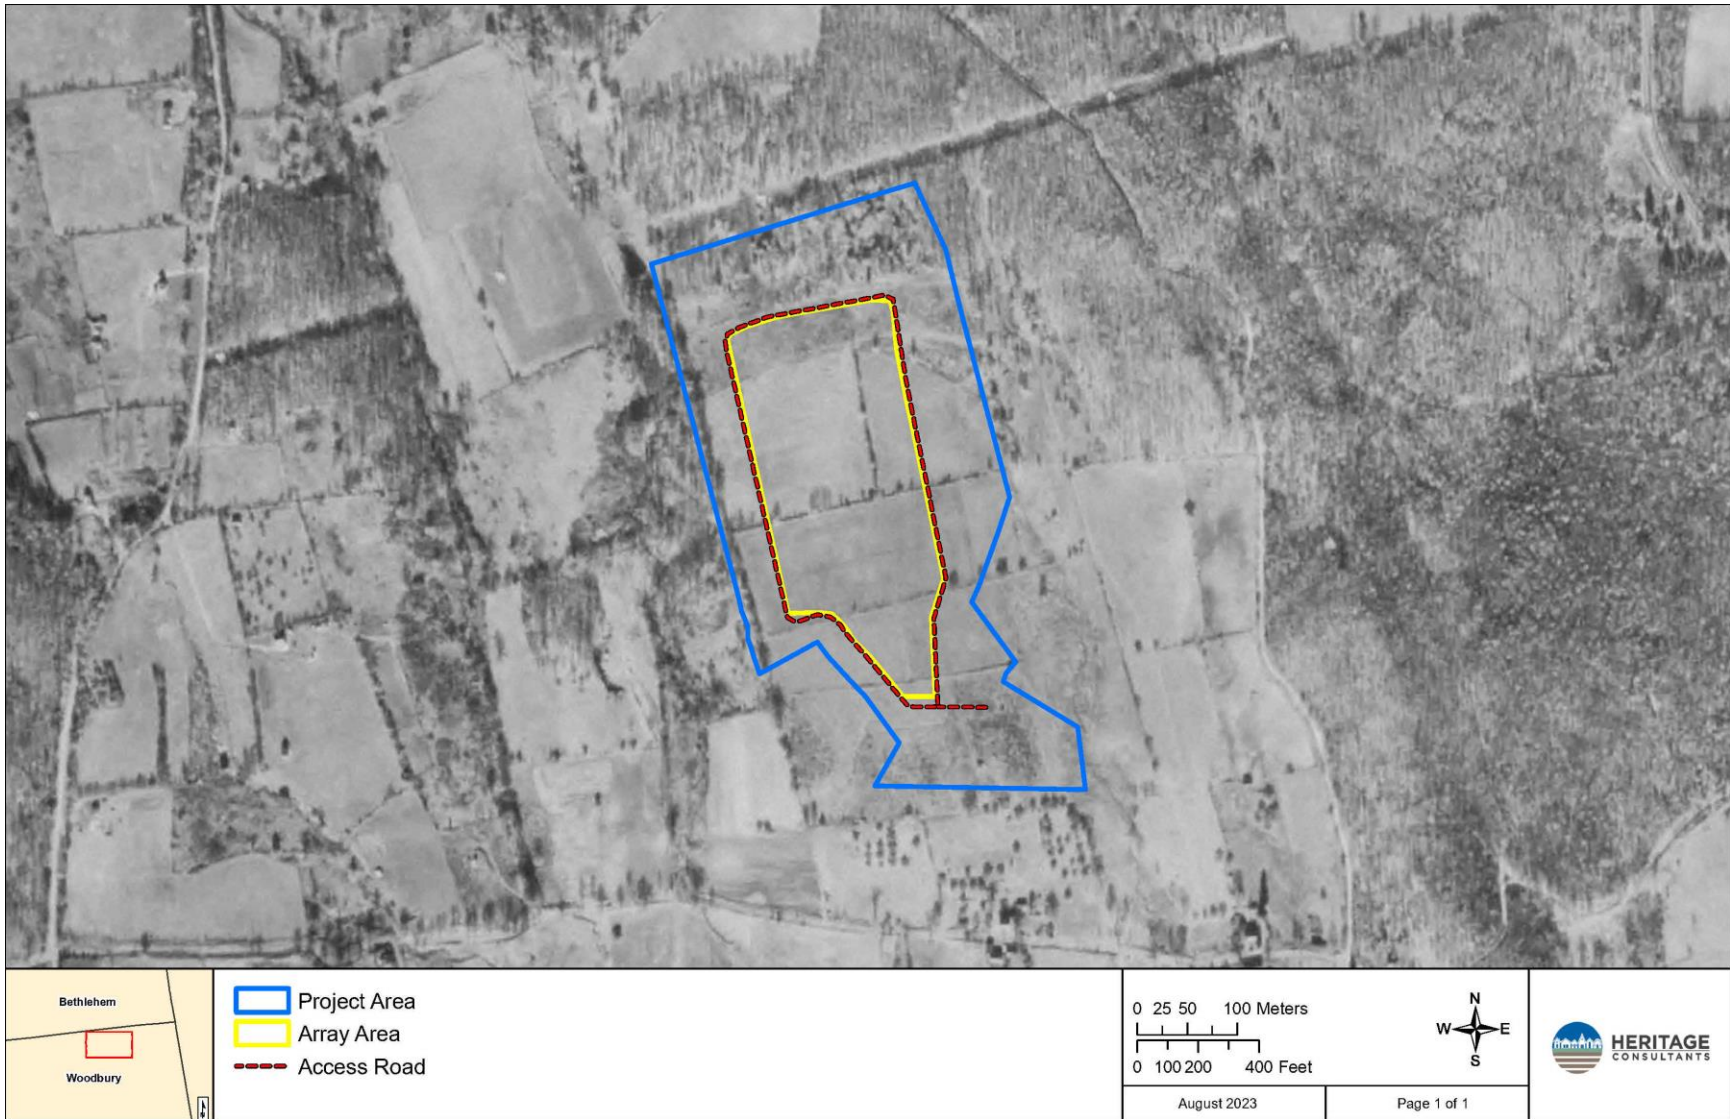 Bethlehem
Woodbury
N
Project Area
Array Area
Access Road
0 25 50 100 Meters
0 100 200 400 Feet
N
W E
S
August 2023
Page 1 of 1
HERITAGE
CONSULTANTS